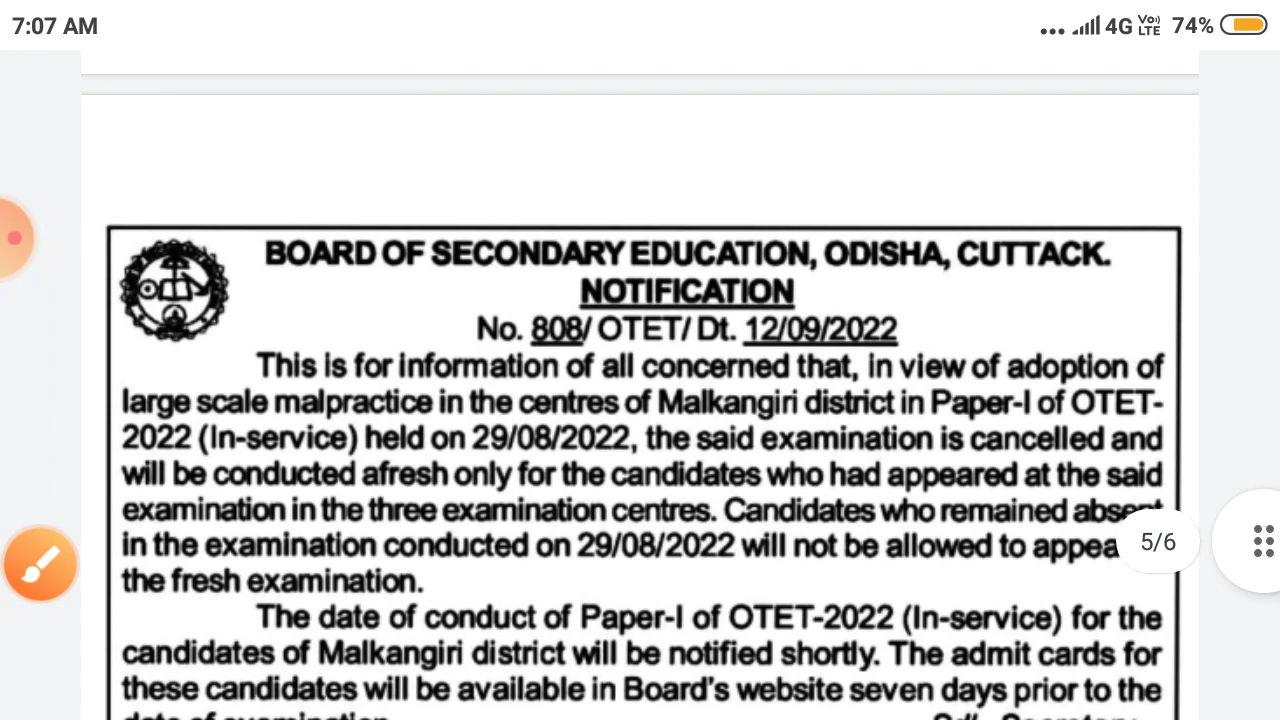 7:07 AM
... 4G Vo) LTE 74%
BOARD OF SECONDARY EDUCATION, ODISHA, CUTTACK.
NOTIFICATION
No. 808/ OTET/ Dt. 12/09/2022
This is for information of all concerned that, in view of adoption of
large scale malpractice in the centres of Malkangiri district in Paper-I of OTET-
2022 (In-service) held on 29/08/2022, the said examination is cancelled and
will be conducted afresh only for the candidates who had appeared at the said
examination in the three examination centres. Candidates who remained absent
in the examination conducted on 29/08/2022 will not be allowed to appea
5/6
the fresh examination.
The date of conduct of Paper-I of OTET-2022 (In-service) for the
candidates of Malkangiri district will be notified shortly. The admit cards for
these candidates will be available in Board's website seven days prior to the
date of examination